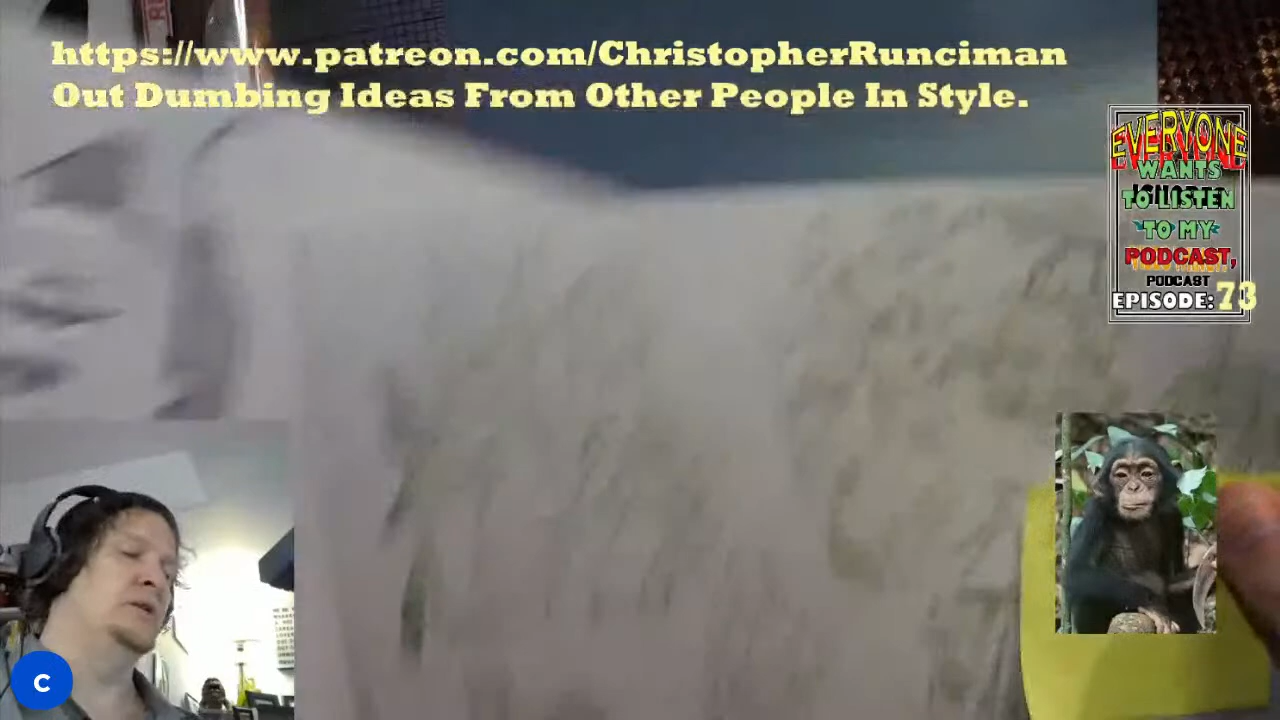 https://www.patreon.com/ChristopherRunciman
Out Dumbing Ideas From Other People In Style.
EVERYONE
WANTS
TO LISTEN
TO MY
PODCAST,
PODCAST
EPISODE: 73
C